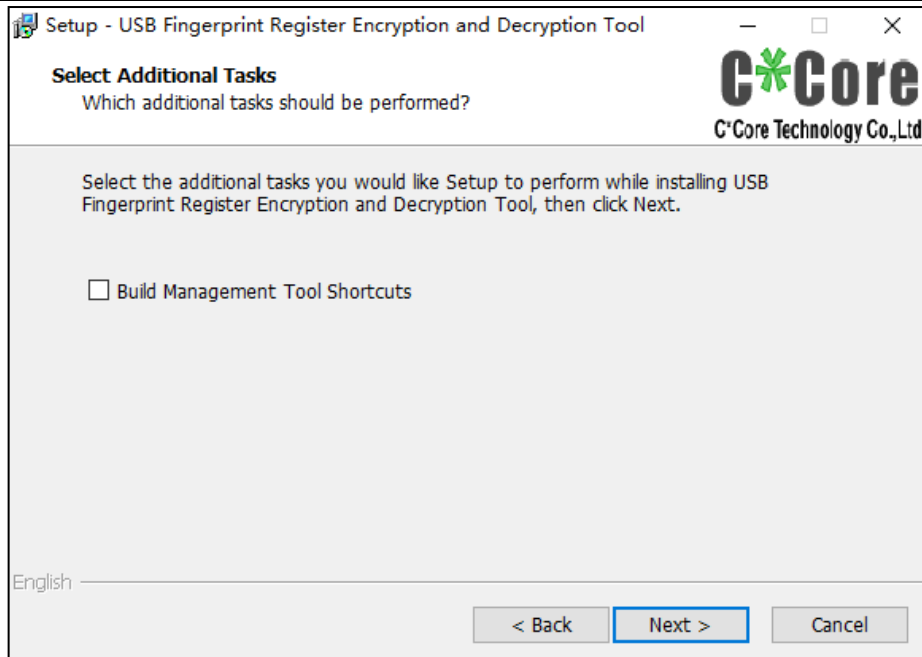 Setup - USB Fingerprint Register Encryption and Decryption Tool
Select Additional Tasks
Which additional tasks should be performed?
C*Core
C*Core Technology Co.,Ltd
Select the additional tasks you would like Setup to perform while installing USB
Fingerprint Register Encryption and Decryption Tool, then click Next.
Build Management Tool Shortcuts
English
< Back
Next >
Cancel